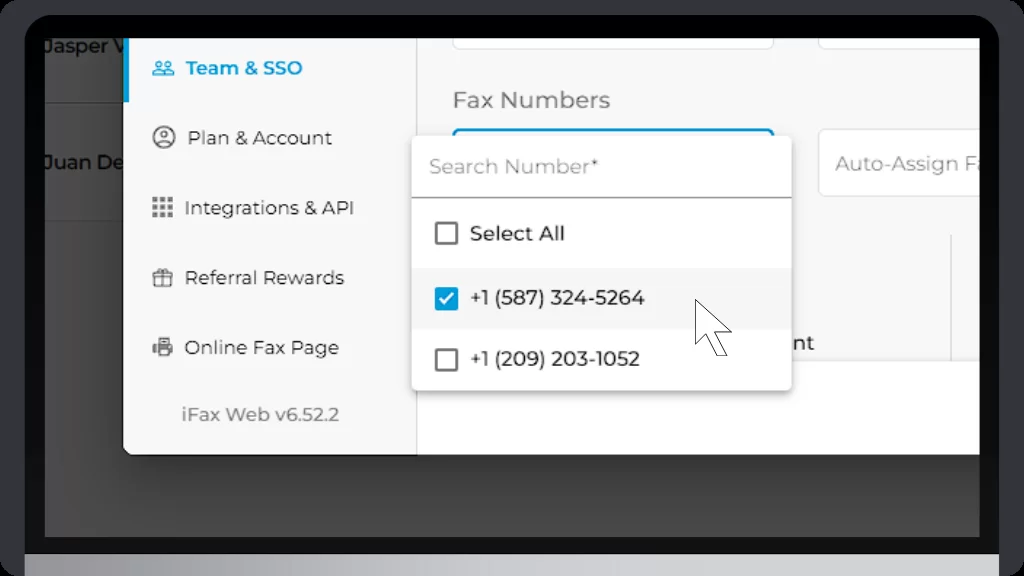 Jasper V
Juan De
Team & SSO
Plan & Account
Integrations & API
Referral Rewards
Online Fax Page
iFax Web v6.52.2
Fax Numbers
Search Number*
Select All
+1 (587) 324-5264
+1 (209) 203-1052
Auto-Assign Fa
nt